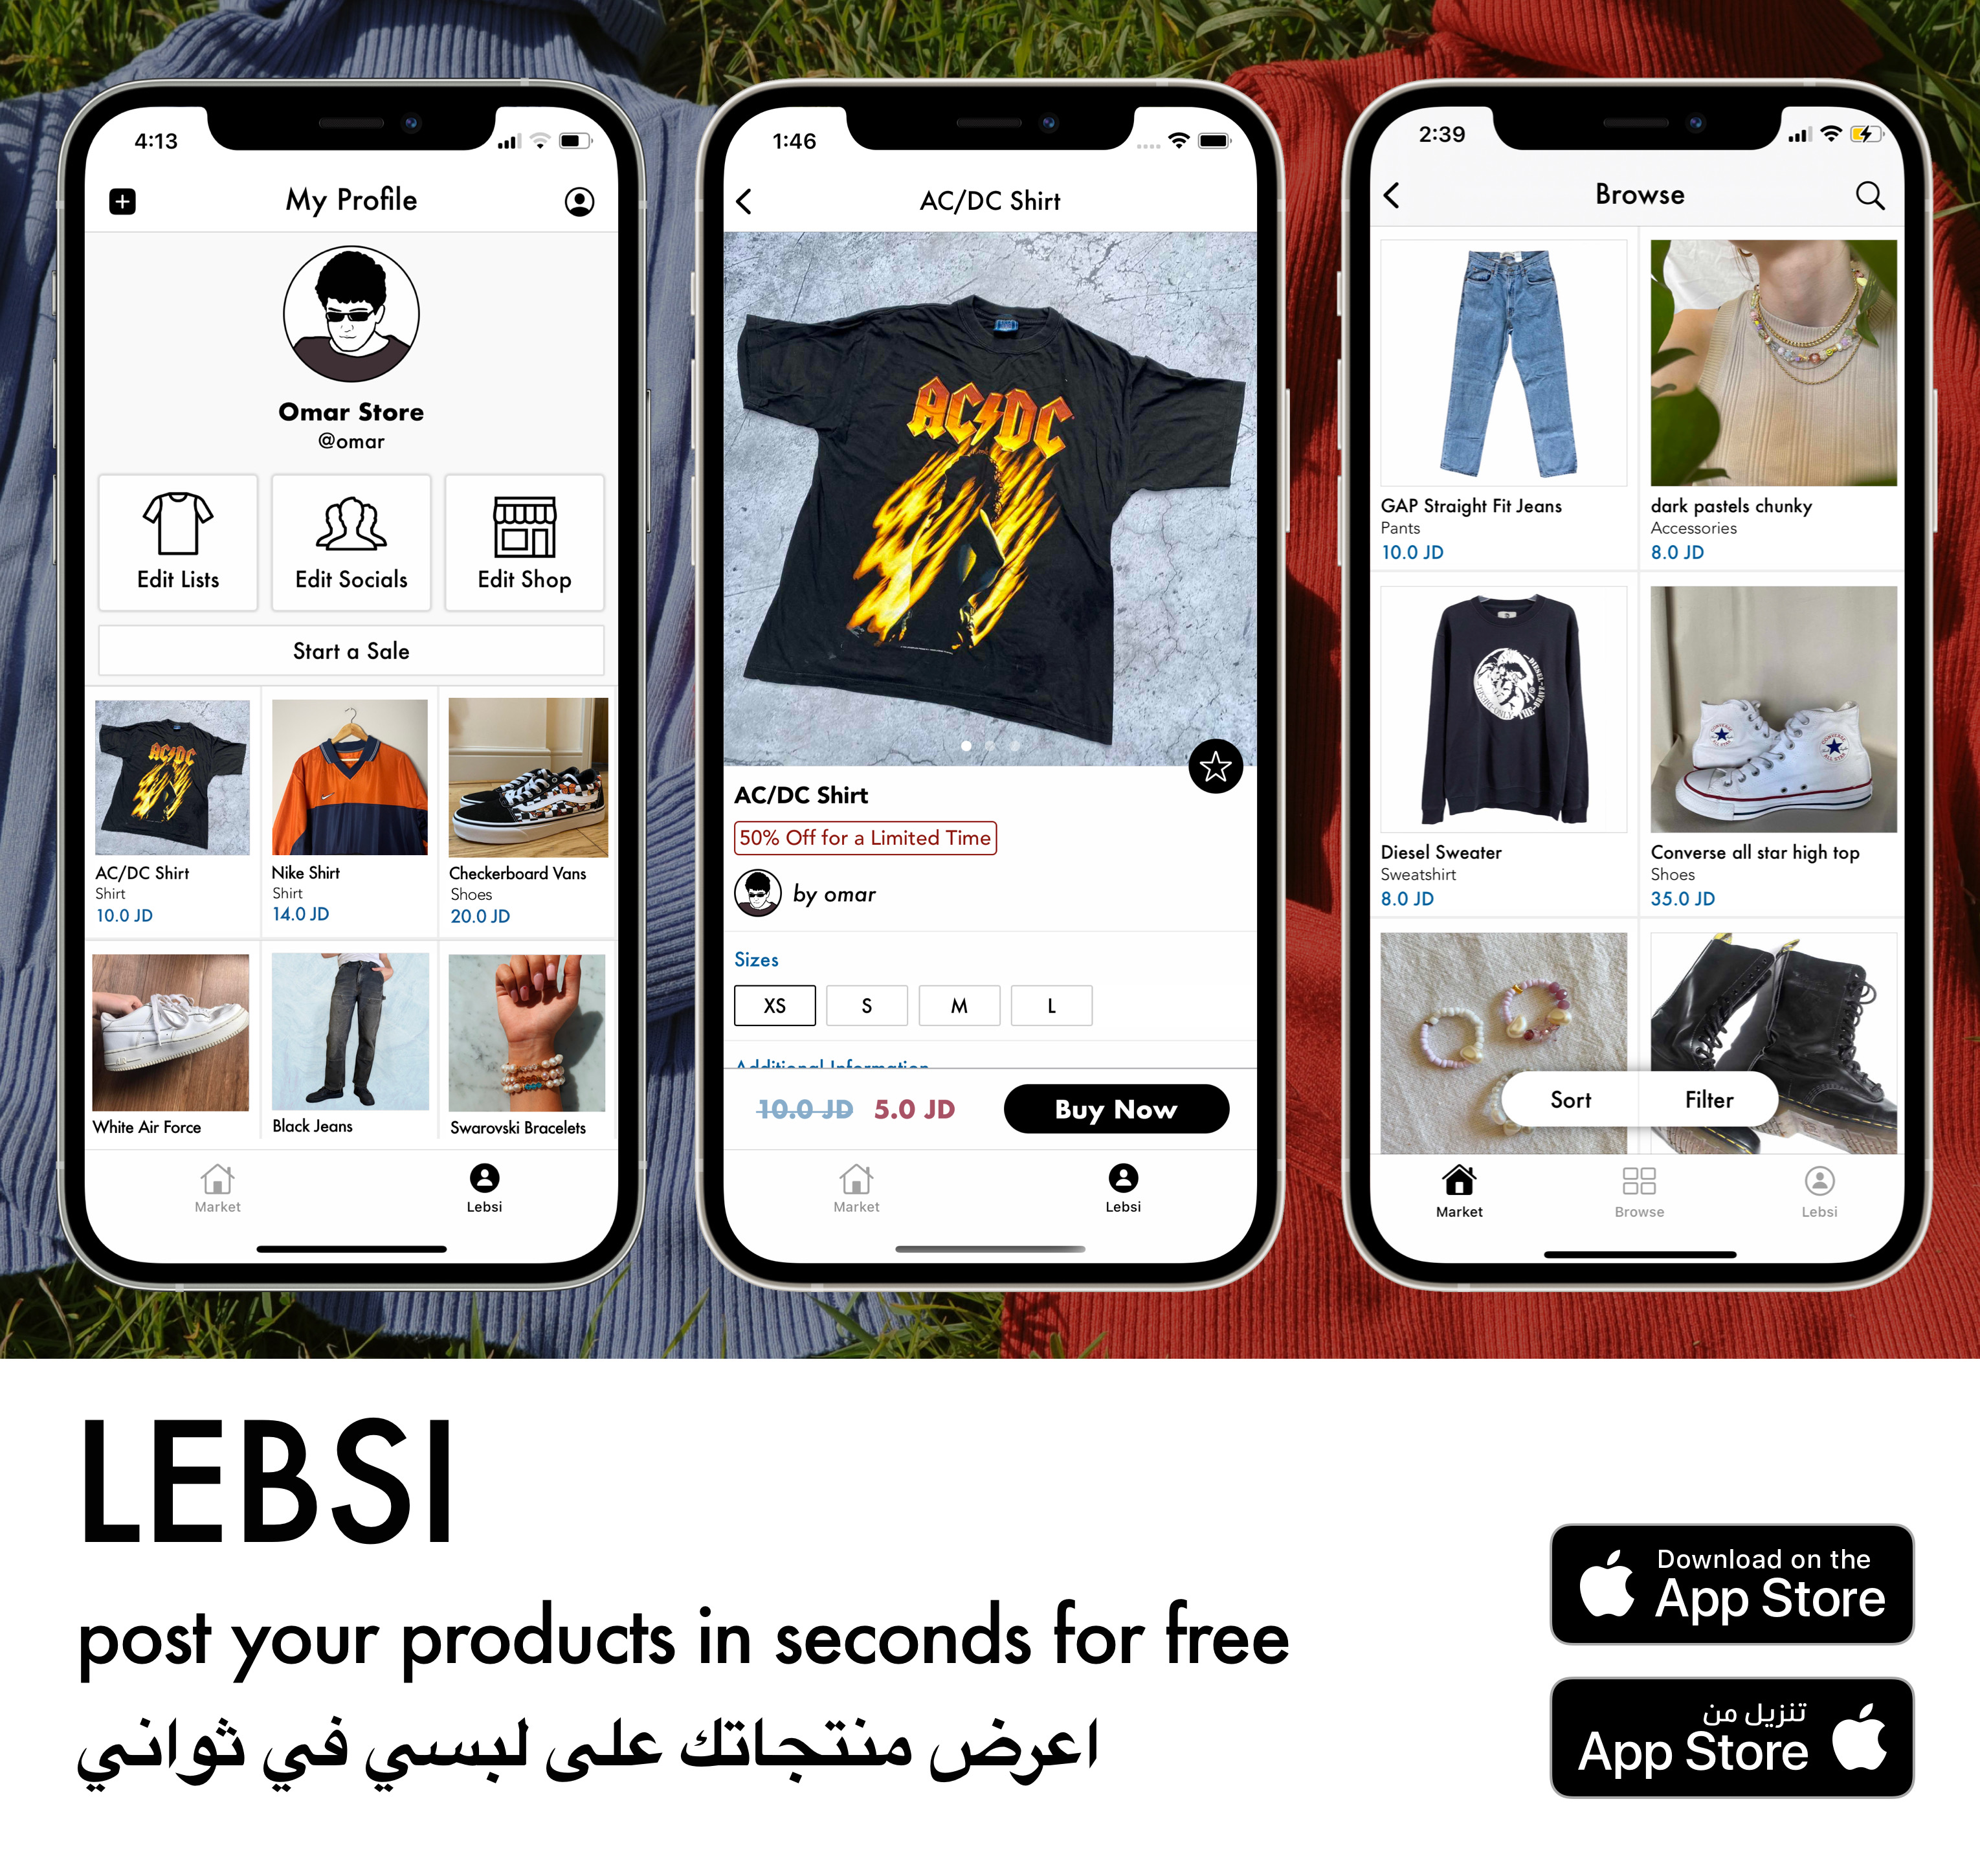 4:13
My Profile
Omar Store
@omar
Edit Lists
Edit Socials
Edit Shop
Start a Sale
AC/DC Shirt
Shirt
10.0 JD
Nike Shirt
Shirt
14.0 JD
Checkerboard Vans
Shoes
20.0 JD
White Air Force
Black Jeans
Swarovski Bracelets
Market
Lebsi
1:46
AC/DC Shirt
AC DC
AC/DC Shirt
50% Off for a Limited Time
by omar
Sizes
XS
S
M
L
Additional Information
10.0 JD 5.0 JD
Buy Now
Market
Lebsi
2:39
Browse
GAP Straight Fit Jeans
Pants
10.0 JD
dark pastels chunky
Accessories
8.0 JD
Diesel Sweater
Sweatshirt
8.0 JD
Converse all star high top
Shoes
35.0 JD
Sort
Filter
Market
Browse
Lebsi
LEBSI
post your products in seconds for free
اعرض منتجاتك على لبسي في ثواني
Download on the
App Store
تنزيل من
App Store